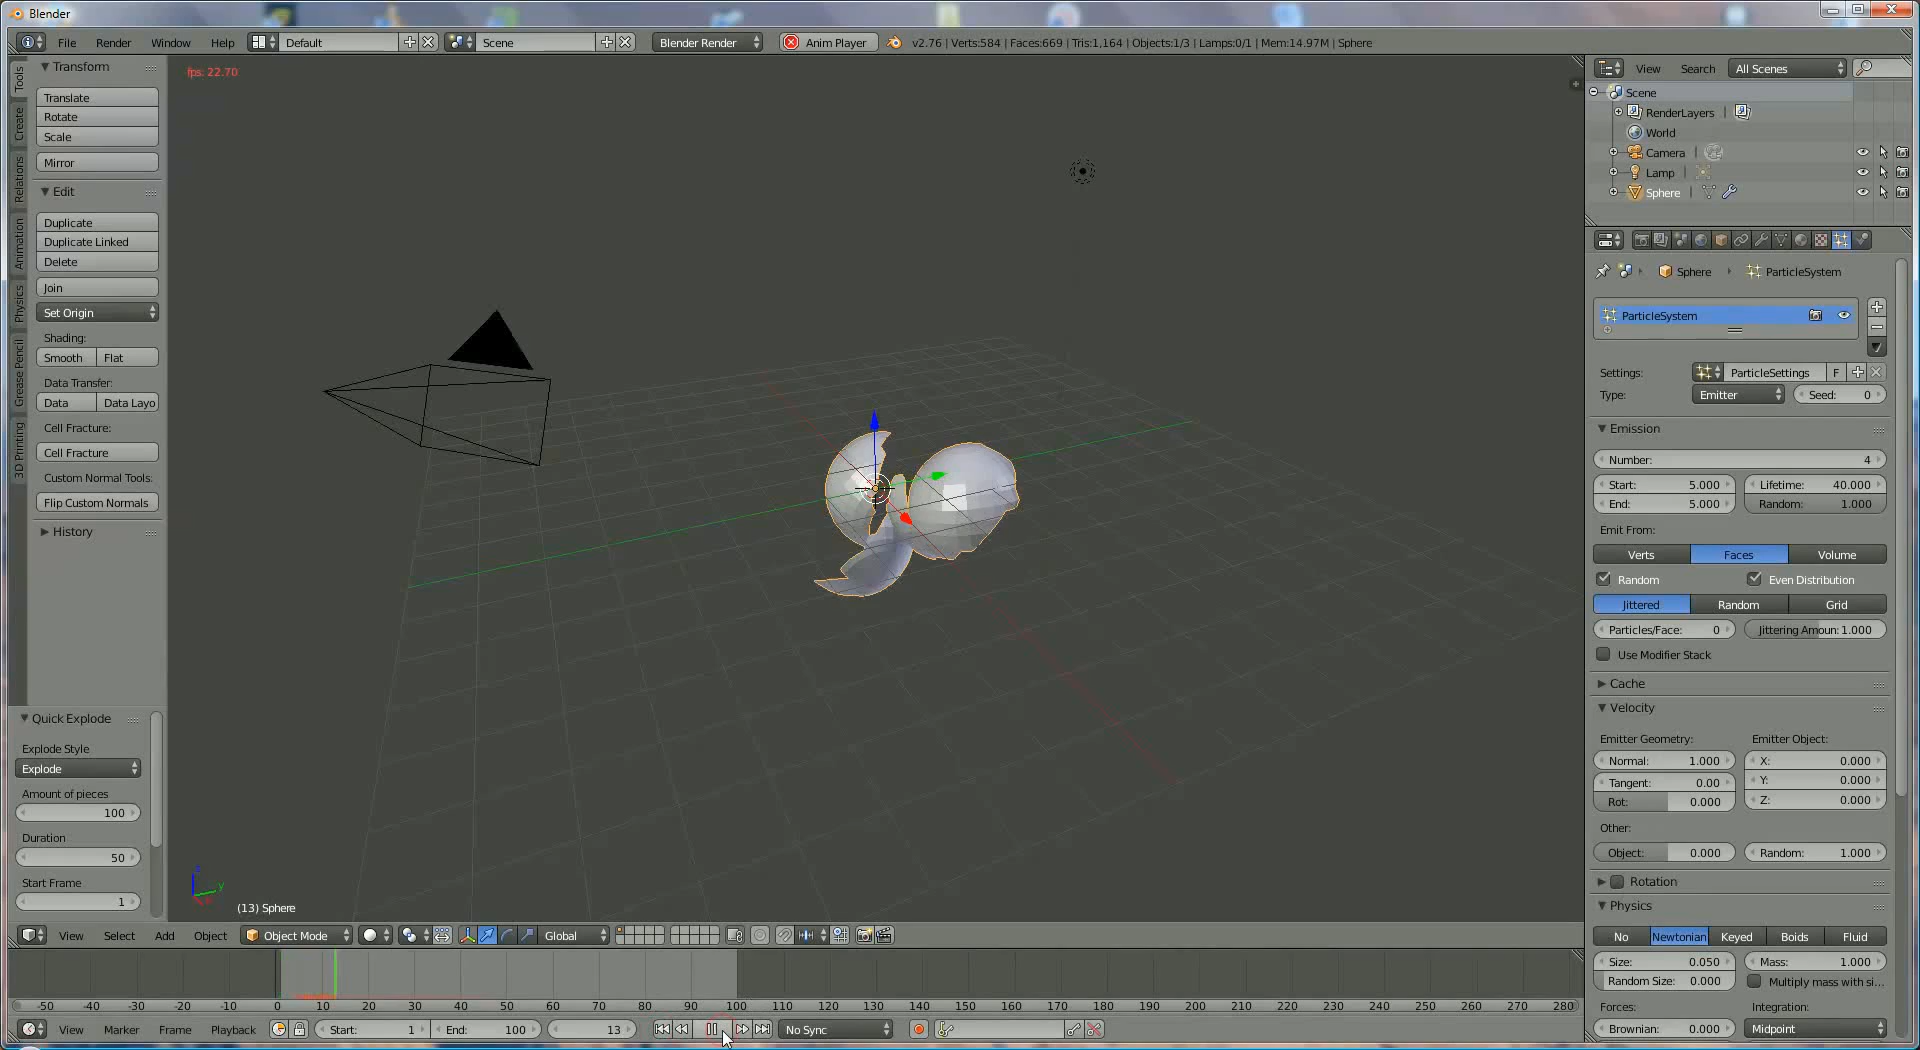 Blender
File Render Window Help Default Scene Blender Render Anim Player v2.76 | Verts:584 | Faces:669 | Tris:1,164 | Objects:1/3 | Lamps:0/1 | Mem:14.97M | Sphere
Tools
Create
Relations
Animation
Physics
Grease Pencil
3D Printing
Transform
Translate
Rotate
Scale
Mirror
Edit
Duplicate
Duplicate Linked
Delete
Join
Set Origin
Shading:
Smooth Flat
Data Transfer:
Data Data Layo
Cell Fracture:
Cell Fracture
Custom Normal Tools:
Flip Custom Normals
History
Quick Explode
Explode Style
Explode
Amount of pieces
100
Duration
50
Start Frame
1
fps: 22.70
z
y
(13) Sphere
View Select Add Object Object Mode Global
-50 -40 -30 -20 -10 0 10 20 30 40 50 60 70 80 90 100 110 120 130 140 150 160 170 180 190 200 210 220 230 240 250 260 270 280
View Marker Frame Playback Start: 1 End: 100 13 No Sync
View Search All Scenes
Scene
RenderLayers |
World
Camera |
Lamp |
Sphere |
Sphere ParticleSystem
ParticleSystem
Settings: ParticleSettings F
Type: Emitter Seed: 0
Emission
Number: 4
Start: 5.000 Lifetime: 40.000
End: 5.000 Random: 1.000
Emit From:
Verts Faces Volume
Random Even Distribution
Jittered Random Grid
Particles/Face: 0 Jittering Amoun: 1.000
Use Modifier Stack
Cache
Velocity
Emitter Geometry: Emitter Object:
Normal: 1.000 X: 0.000
Tangent: 0.00 Y: 0.000
Rot: 0.000 Z: 0.000
Other:
Object: 0.000 Random: 1.000
Rotation
Physics
No Newtonian Keyed Boids Fluid
Size: 0.050 Mass: 1.000
Random Size: 0.000 Multiply mass with si...
Forces: Integration:
Brownian: 0.000 Midpoint